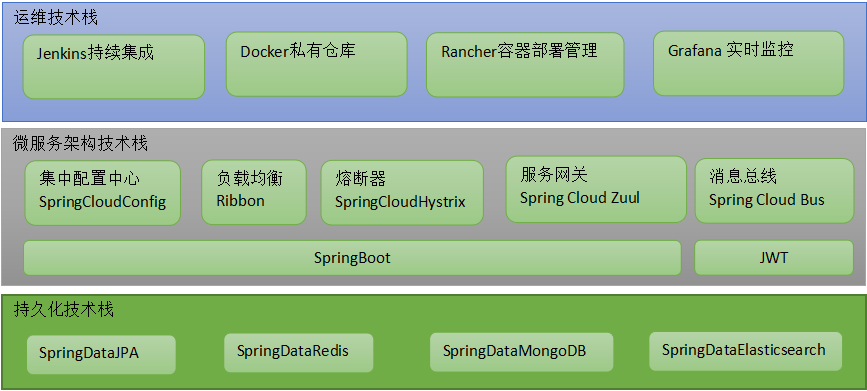 运维技术栈
Jenkins持续集成
Docker私有仓库
Rancher容器部署管理
Grafana 实时监控
微服务架构技术栈
集中配置中心
SpringCloudConfig
负载均衡
Ribbon
熔断器
SpringCloudHystrix
服务网关
Spring Cloud Zuul
消息总线
Spring Cloud Bus
SpringBoot
JWT
持久化技术栈
SpringDataJPA
SpringDataRedis
SpringDataMongoDB
SpringDataElasticsearch